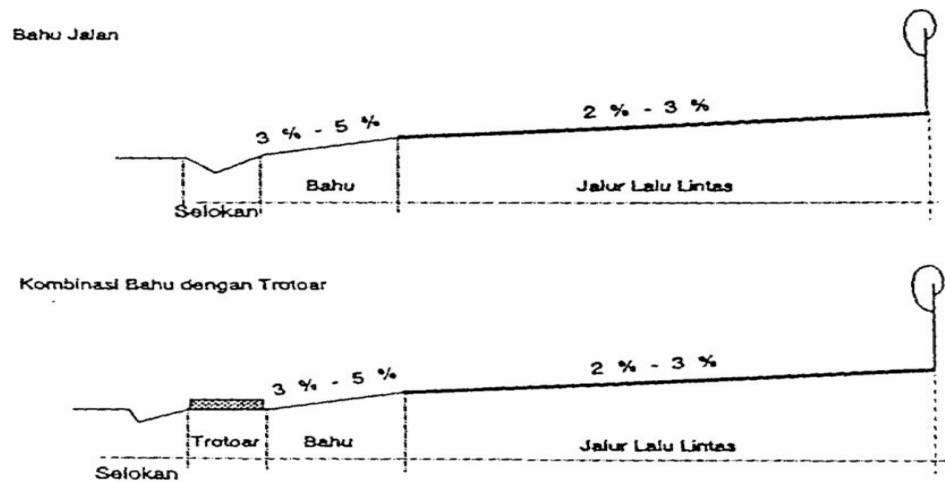 Bahu Jalan
3 % - 5 %
2 % - 3 %
Bahu
Jalur Lalu Lintas
Selokan
Kombinasi Bahu dengan Trotoar
3 % - 5 %
2 % - 3 %
Trotoar
Bahu
Jalur Lalu Lintas
Selokan